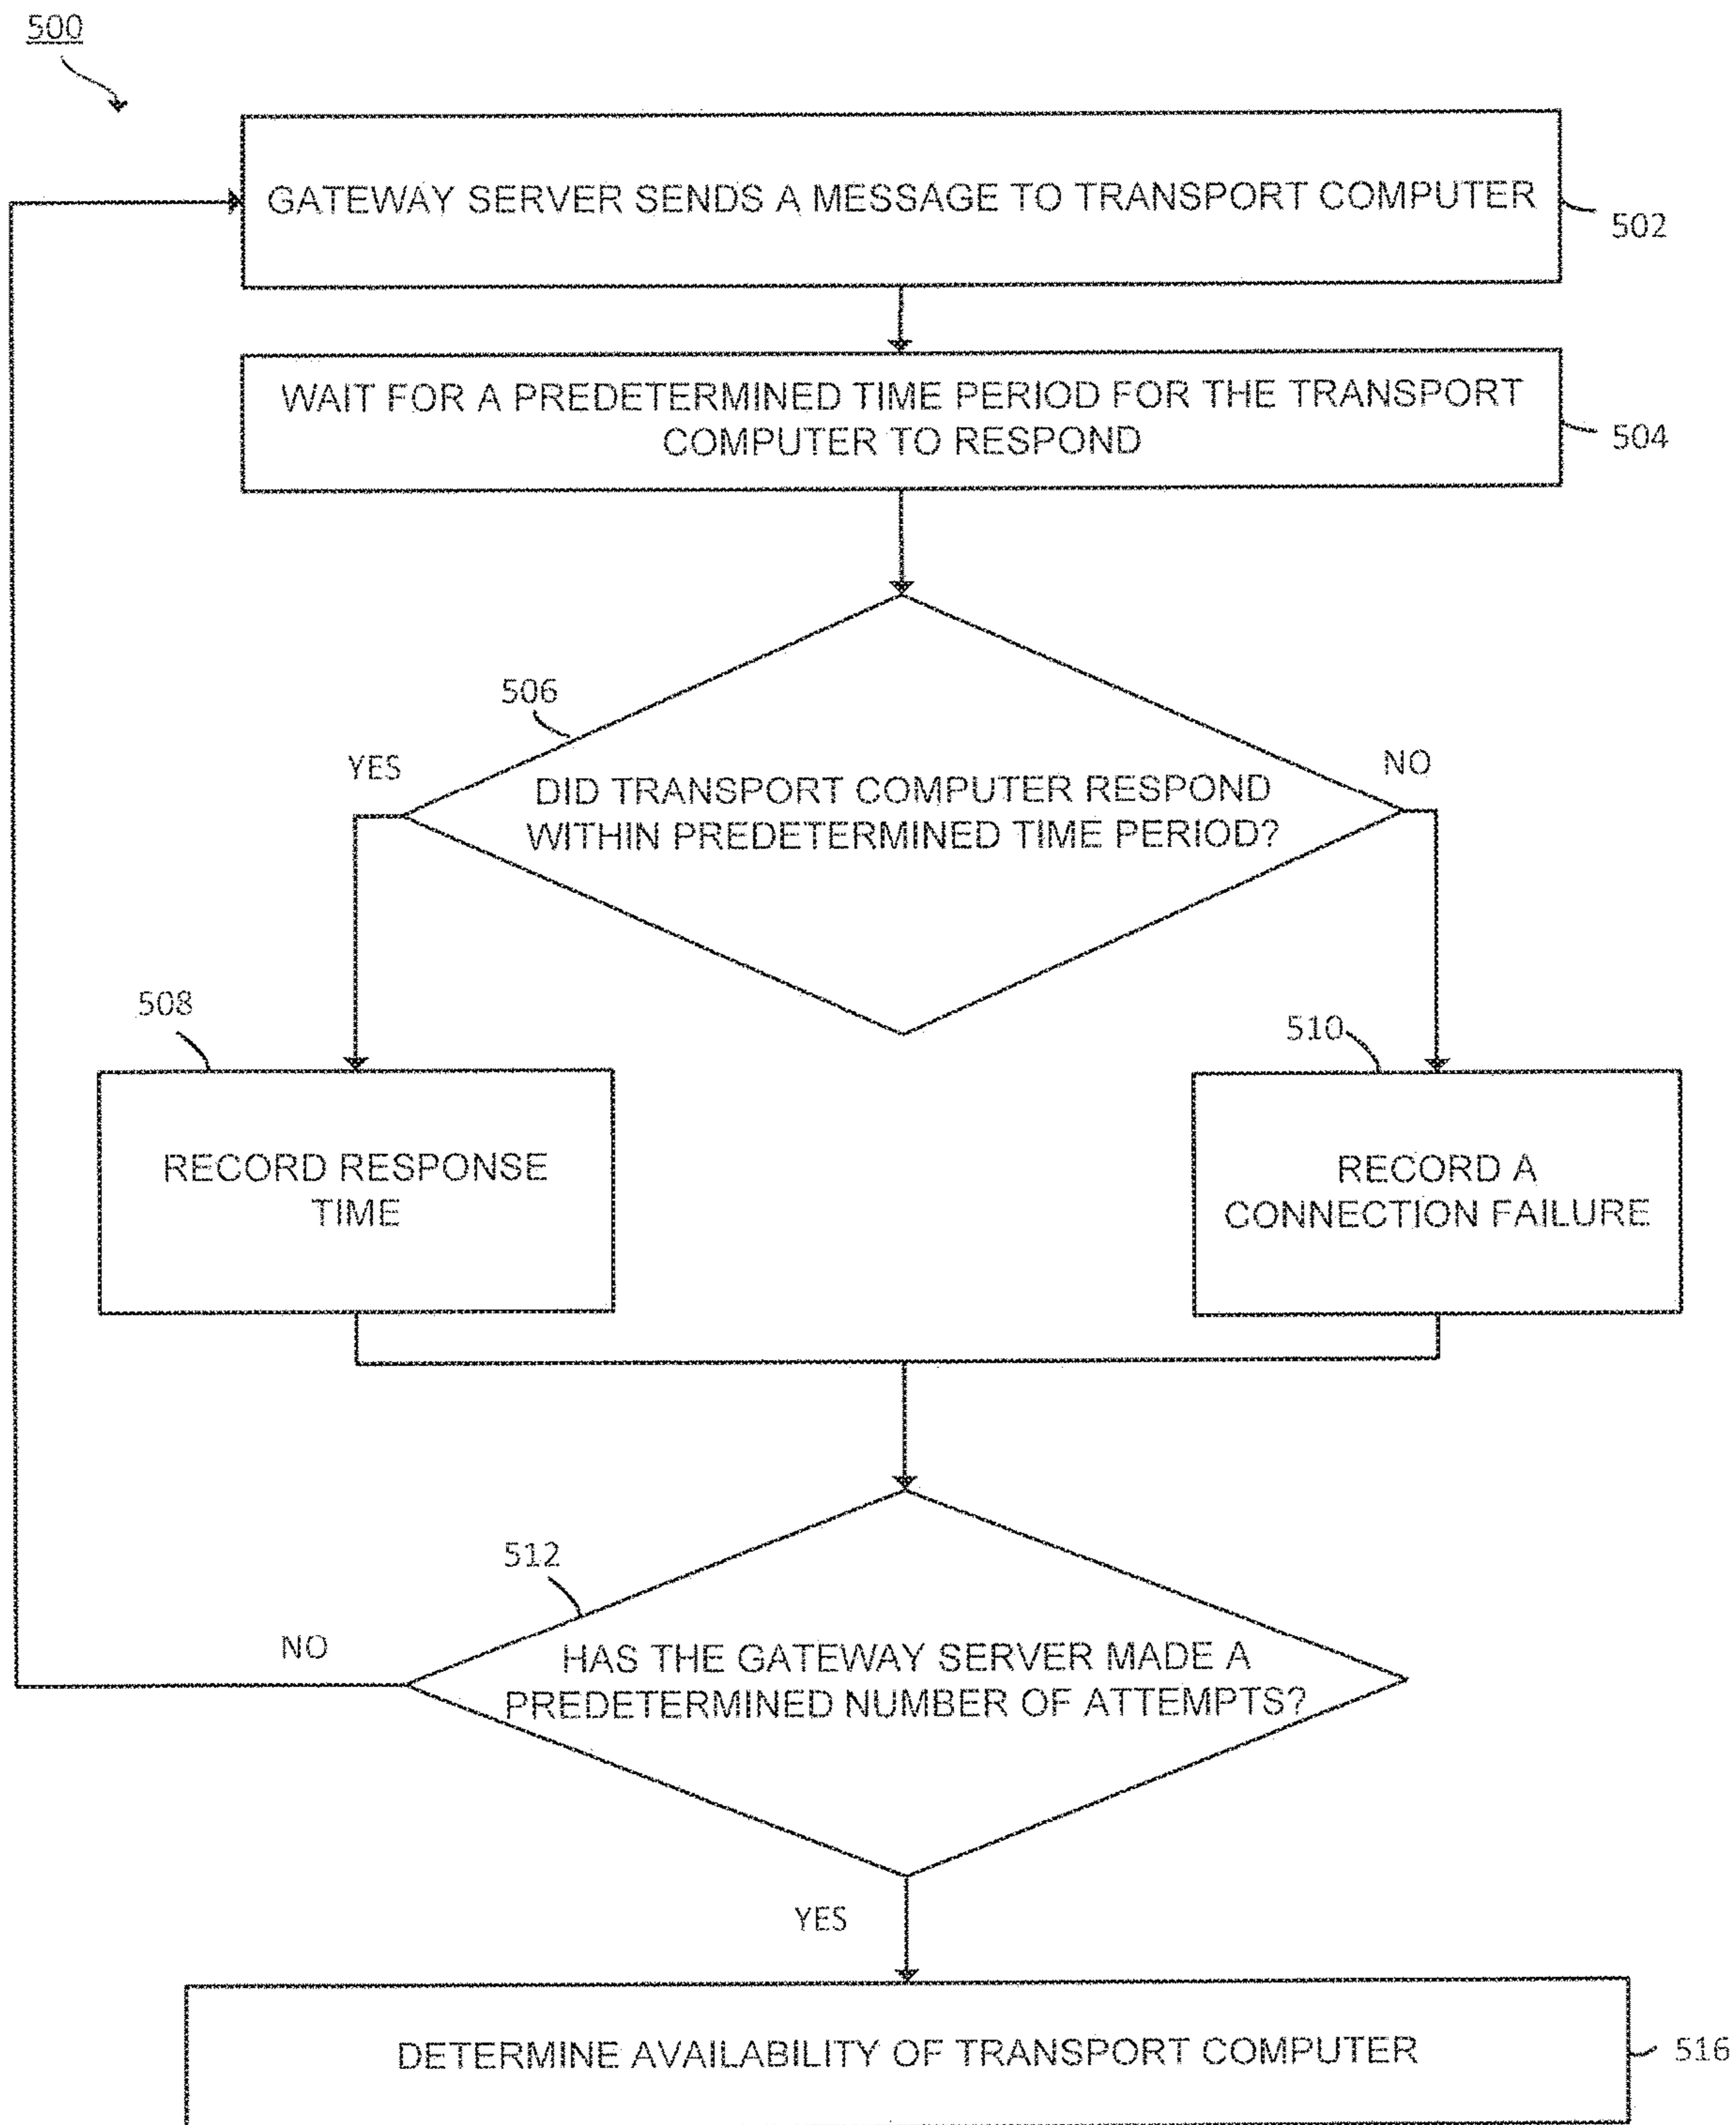 500
GATEWAY SERVER SENDS A MESSAGE TO TRANSPORT COMPUTER
502
WAIT FOR A PREDETERMINED TIME PERIOD FOR THE TRANSPORT
COMPUTER TO RESPOND
504
506
YES
NO
DID TRANSPORT COMPUTER RESPOND
WITHIN PREDETERMINED TIME PERIOD?
508
510
RECORD RESPONSE
TIME
RECORD A
CONNECTION FAILURE
512
NO
HAS THE GATEWAY SERVER MADE A
PREDETERMINED NUMBER OF ATTEMPTS?
YES
DETERMINE AVAILABILITY OF TRANSPORT COMPUTER
516